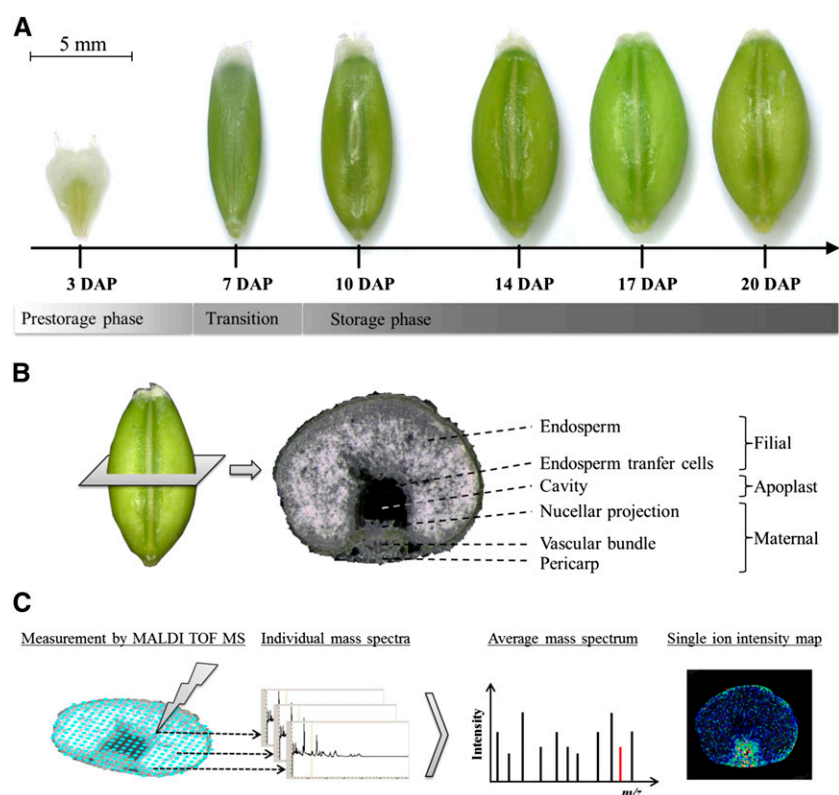 A
5 mm
3 DAP
7 DAP
10 DAP
14 DAP
17 DAP
20 DAP
Prestorage phase
Transition
Storage phase
B
Endosperm
Endosperm tranfer cells
Cavity
Nucellar projection
Vascular bundle
Pericarp
Filial
Apoplast
Maternal
C
Measurement by MALDI TOF MS
Individual mass spectra
Average mass spectrum
Single ion intensity map
Intensity
m/z